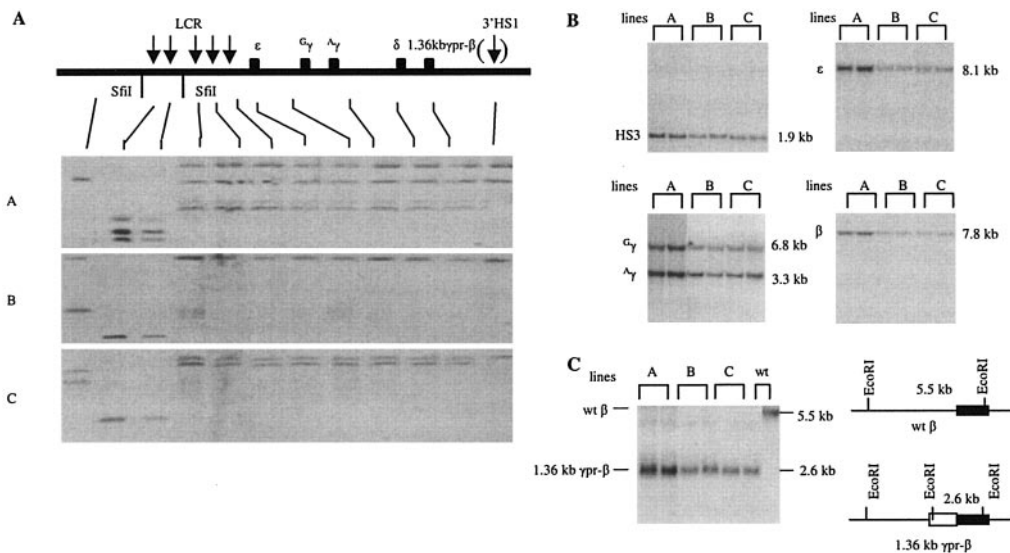 A
LCR
3'HS1
ε
Gγ
Aγ
δ
1.36kbγpr-β
SfiI
SfiI
A
B
C
B
lines A B C
HS3
1.9 kb
lines A B C
ε
8.1 kb
lines A B C
Gγ
6.8 kb
Aγ
3.3 kb
lines A B C
β
7.8 kb
C
lines A B C wt
wt β
5.5 kb
1.36 kb γpr-β
2.6 kb
EcoRI
5.5 kb
EcoRI
wt β
EcoRI
EcoRI
2.6 kb
EcoRI
1.36 kb γpr-β